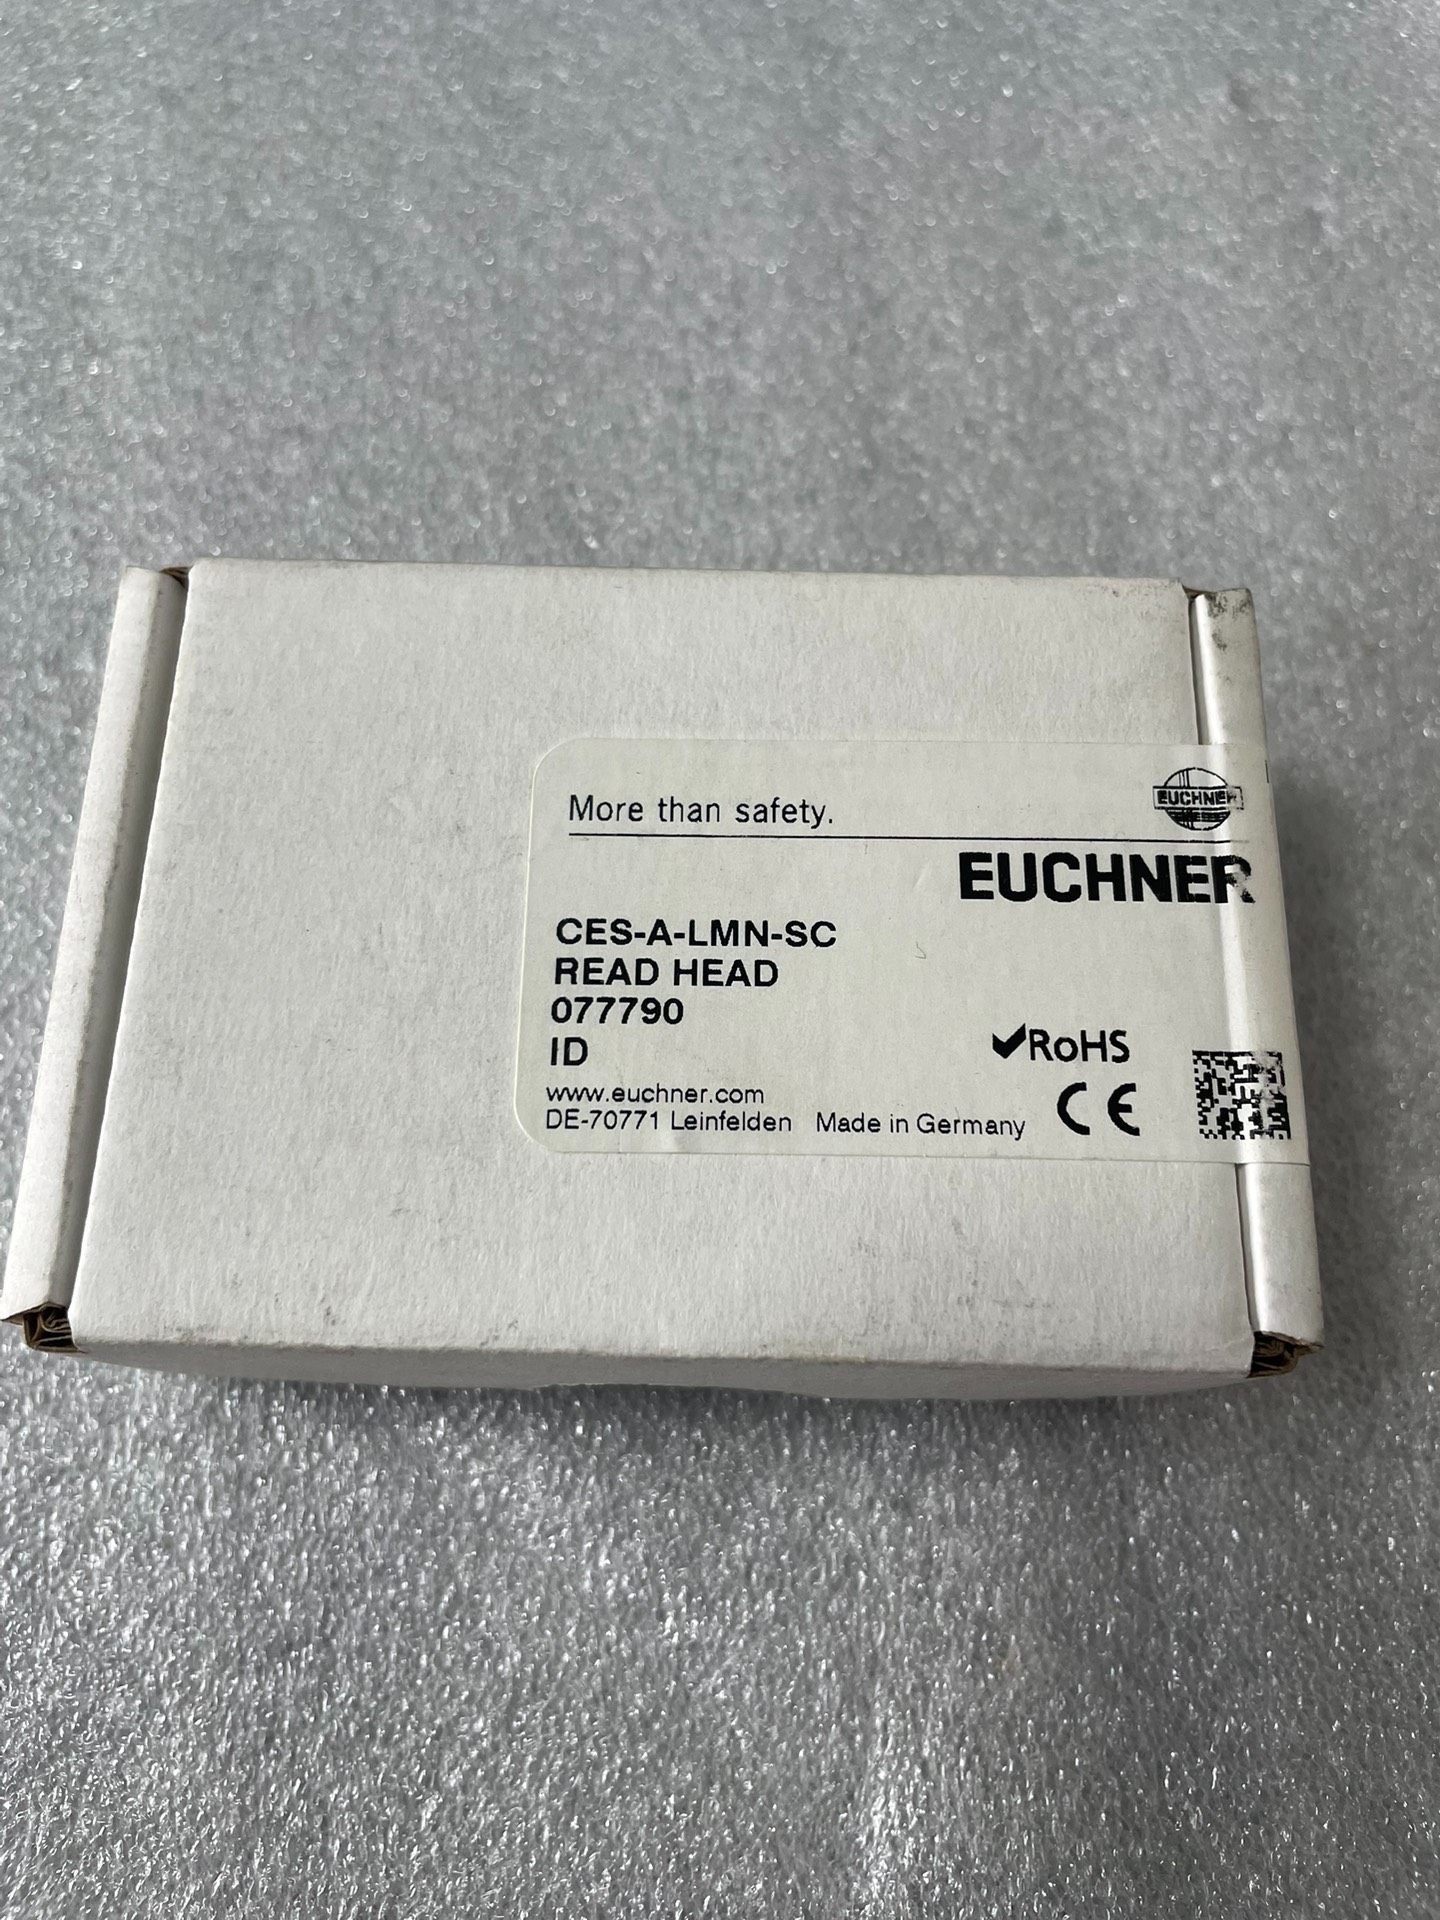 More than safety.
EUCHNER
EUCHNER
CES-A-LMN-SC
READ HEAD
077790
ID
RoHS
www.euchner.com
CE
DE-70771 Leinfelden Made in Germany